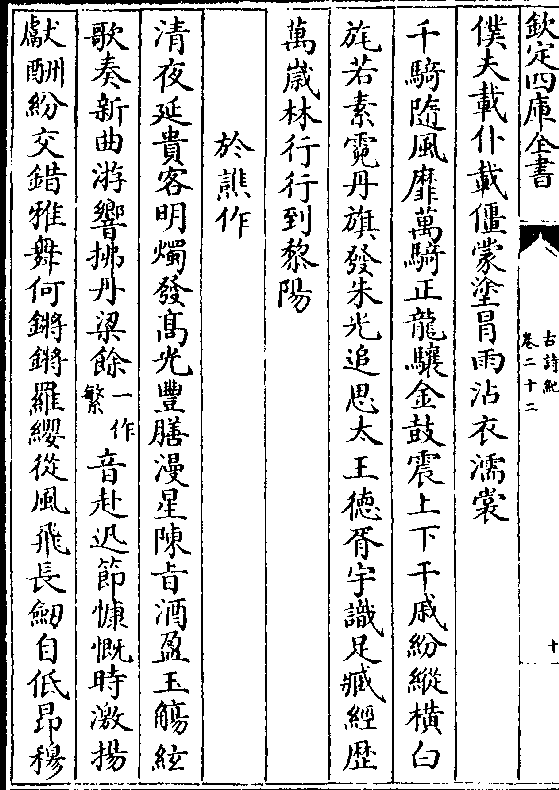 欽定四庫全書
古詩紀
卷二十二
十
僕夫載仆載僵蒙塗冐雨沾衣濡裳
千騎隨風靡萬騎正龍驤金鼓震上下干戚紛縱橫白
旄若素霓丹旗發朱光追思太王德胥宇識足臧經歴
萬歲林行行到黎陽
於譙作
清夜延貴客明燭發髙光豐膳漫星陳㫖酒盈玉觴絃
歌奏新曲游響拂丹梁餘一作繁音赴迅節慷慨時激揚
獻酬紛交錯雅舞何鏘鏘羅纓從風飛長劒自低昂穆